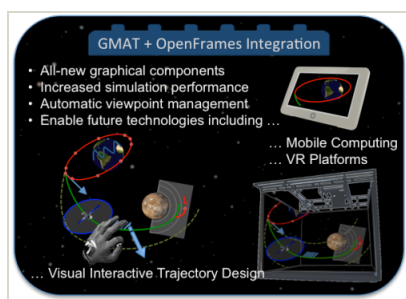 GMAT + OpenFrames Integration
• All-new graphical components
• Increased simulation performance
• Automatic viewpoint management
• Enable future technologies including ...
... Mobile Computing
... VR Platforms
... Visual Interactive Trajectory Design